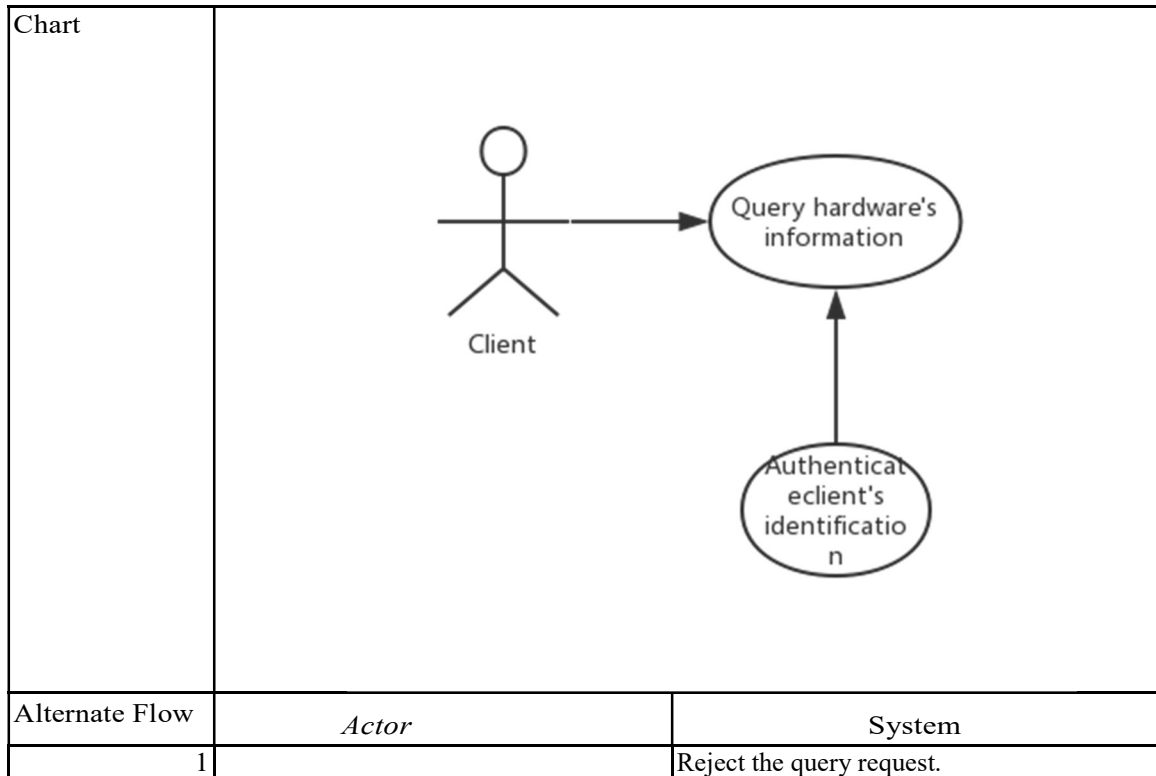 Chart
Query hardware's
information
Client
Authenticat
eclient's
identificatio
n
Alternate Flow
Actor
System
1
Reject the query request.